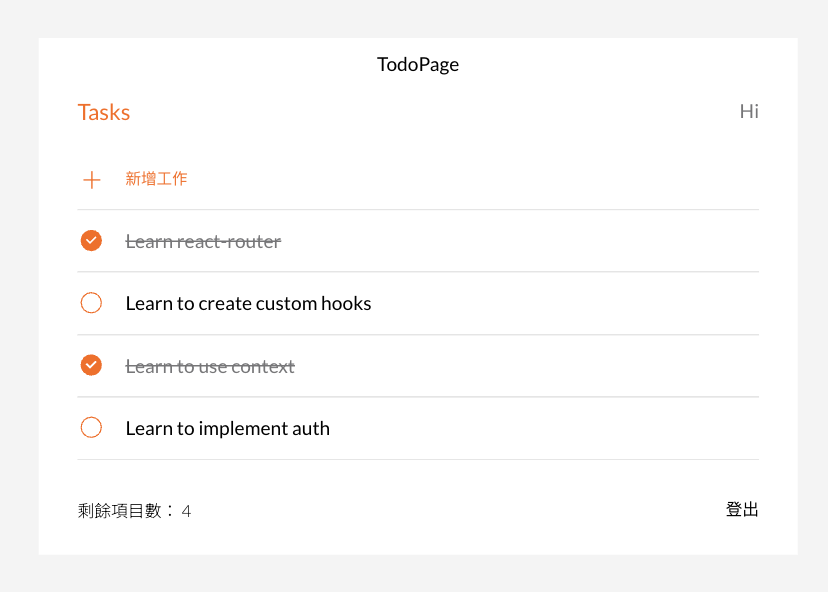 TodoPage
Tasks
Hi
新增工作
Learn react-router
Learn to create custom hooks
Learn to use context
Learn to implement auth
剩餘項目數： 4
登出